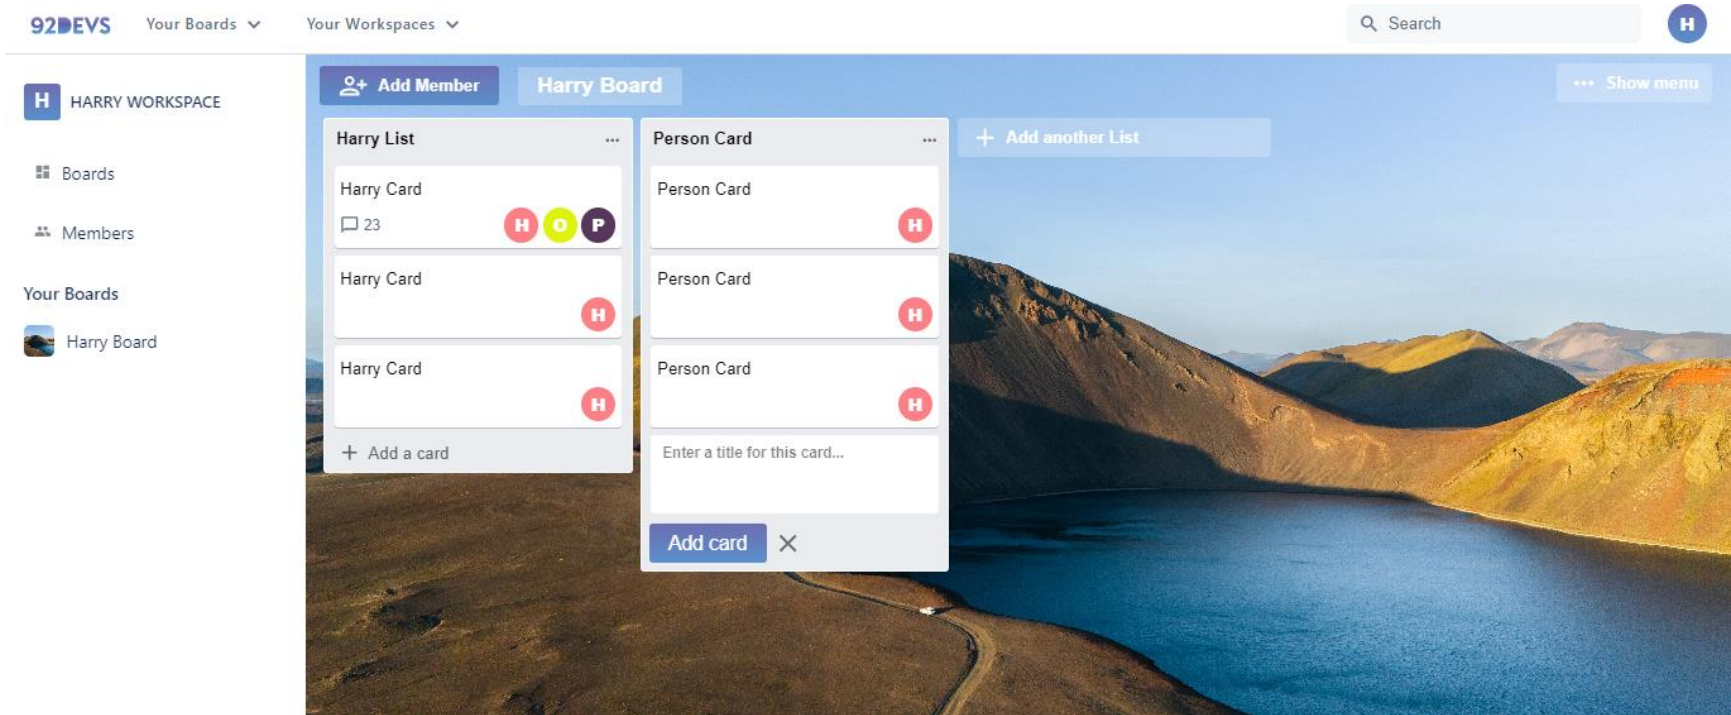 92DEVS Your Boards Your Workspaces Search H
H HARRY WORKSPACE
Boards
Members
Your Boards
Harry Board
Add Member Harry Board ••• Show menu
Harry List ...
Harry Card
23 H O P
Harry Card
H
Harry Card
H
+ Add a card
Person Card ...
Person Card
H
Person Card
H
Person Card
H
Enter a title for this card...
Add card
+ Add another List